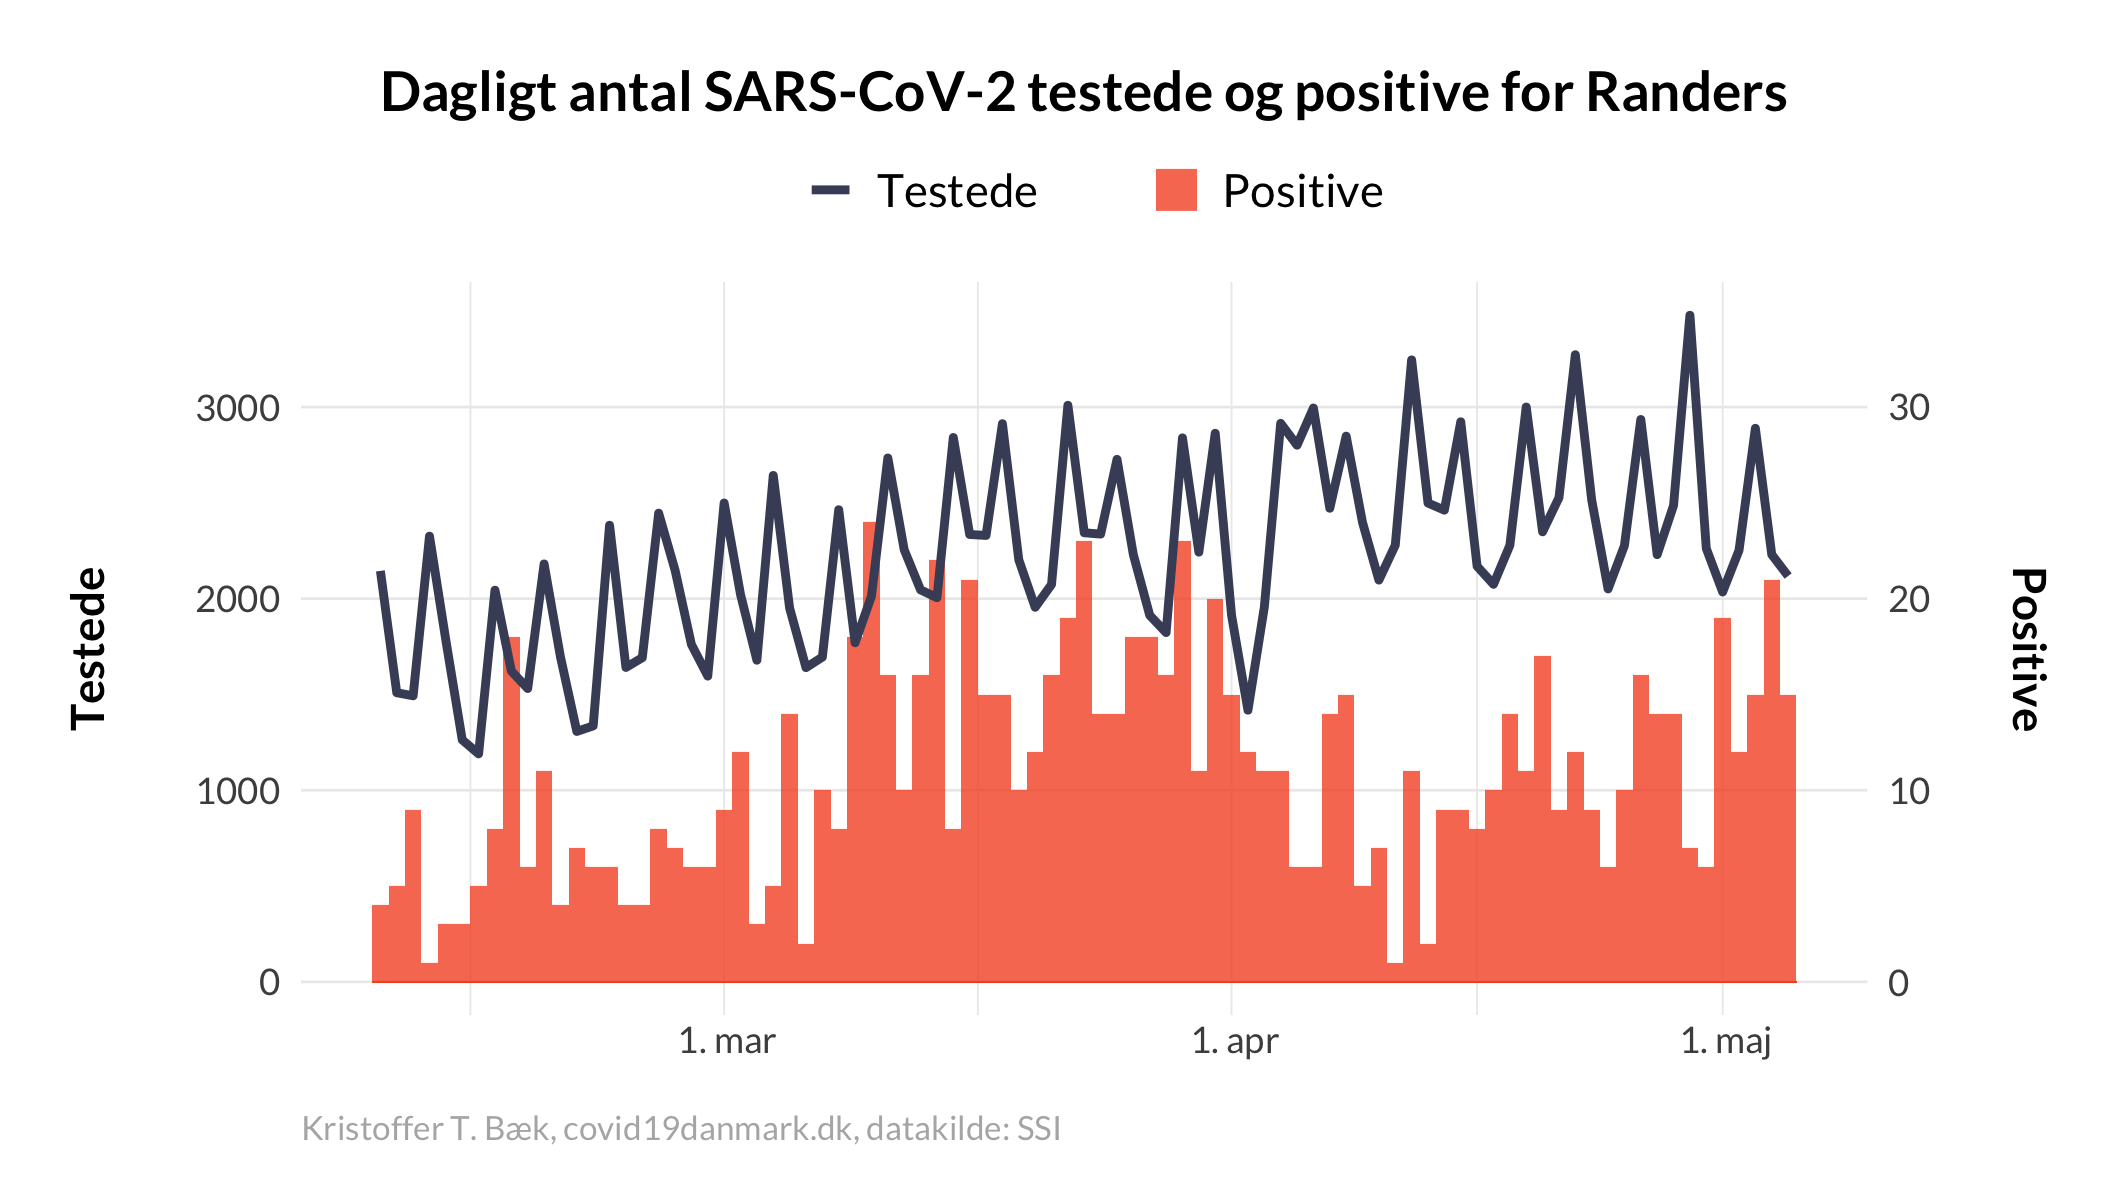 Dagligt antal SARS-CoV-2 testede og positive for Randers
Testede
Positive
3000
2000
1000
0
Testede
30
20
10
0
Positive
1. mar
1. apr
1. maj
Kristoffer T. Bæk, covid19danmark.dk, datakilde: SSI